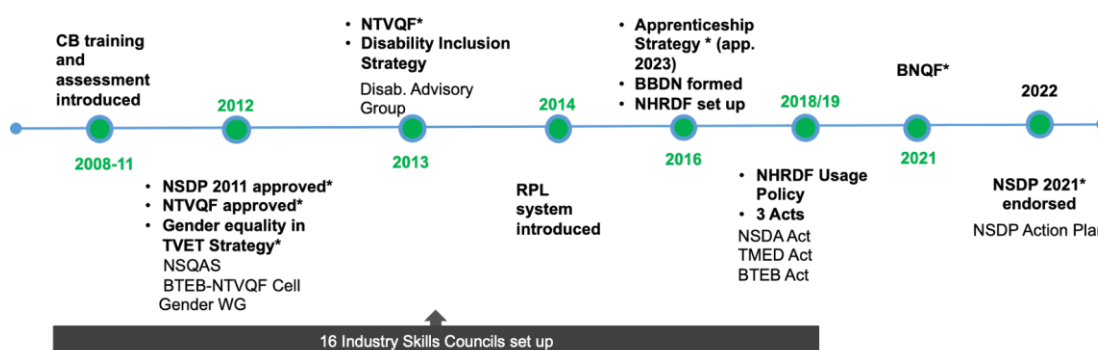 CB training
and
assessment
introduced
2008-11
2012
• NSDP 2011 approved*
• NTVQF approved*
• Gender equality in
TVET Strategy*
NSQAS
BTEB-NTVQF Cell
Gender WG
• NTVQF*
• Disability Inclusion
Strategy
Disab. Advisory
Group
2013
2014
RPL
system
introduced
• Apprenticeship
Strategy * (app.
2023)
• BBDN formed
• NHRDF set up
2016
2018/19
• NHRDF Usage
Policy
• 3 Acts
NSDA Act
TMED Act
BTEB Act
BNQF*
2021
2022
NSDP 2021*
endorsed
NSDP Action Plan
16 Industry Skills Councils set up